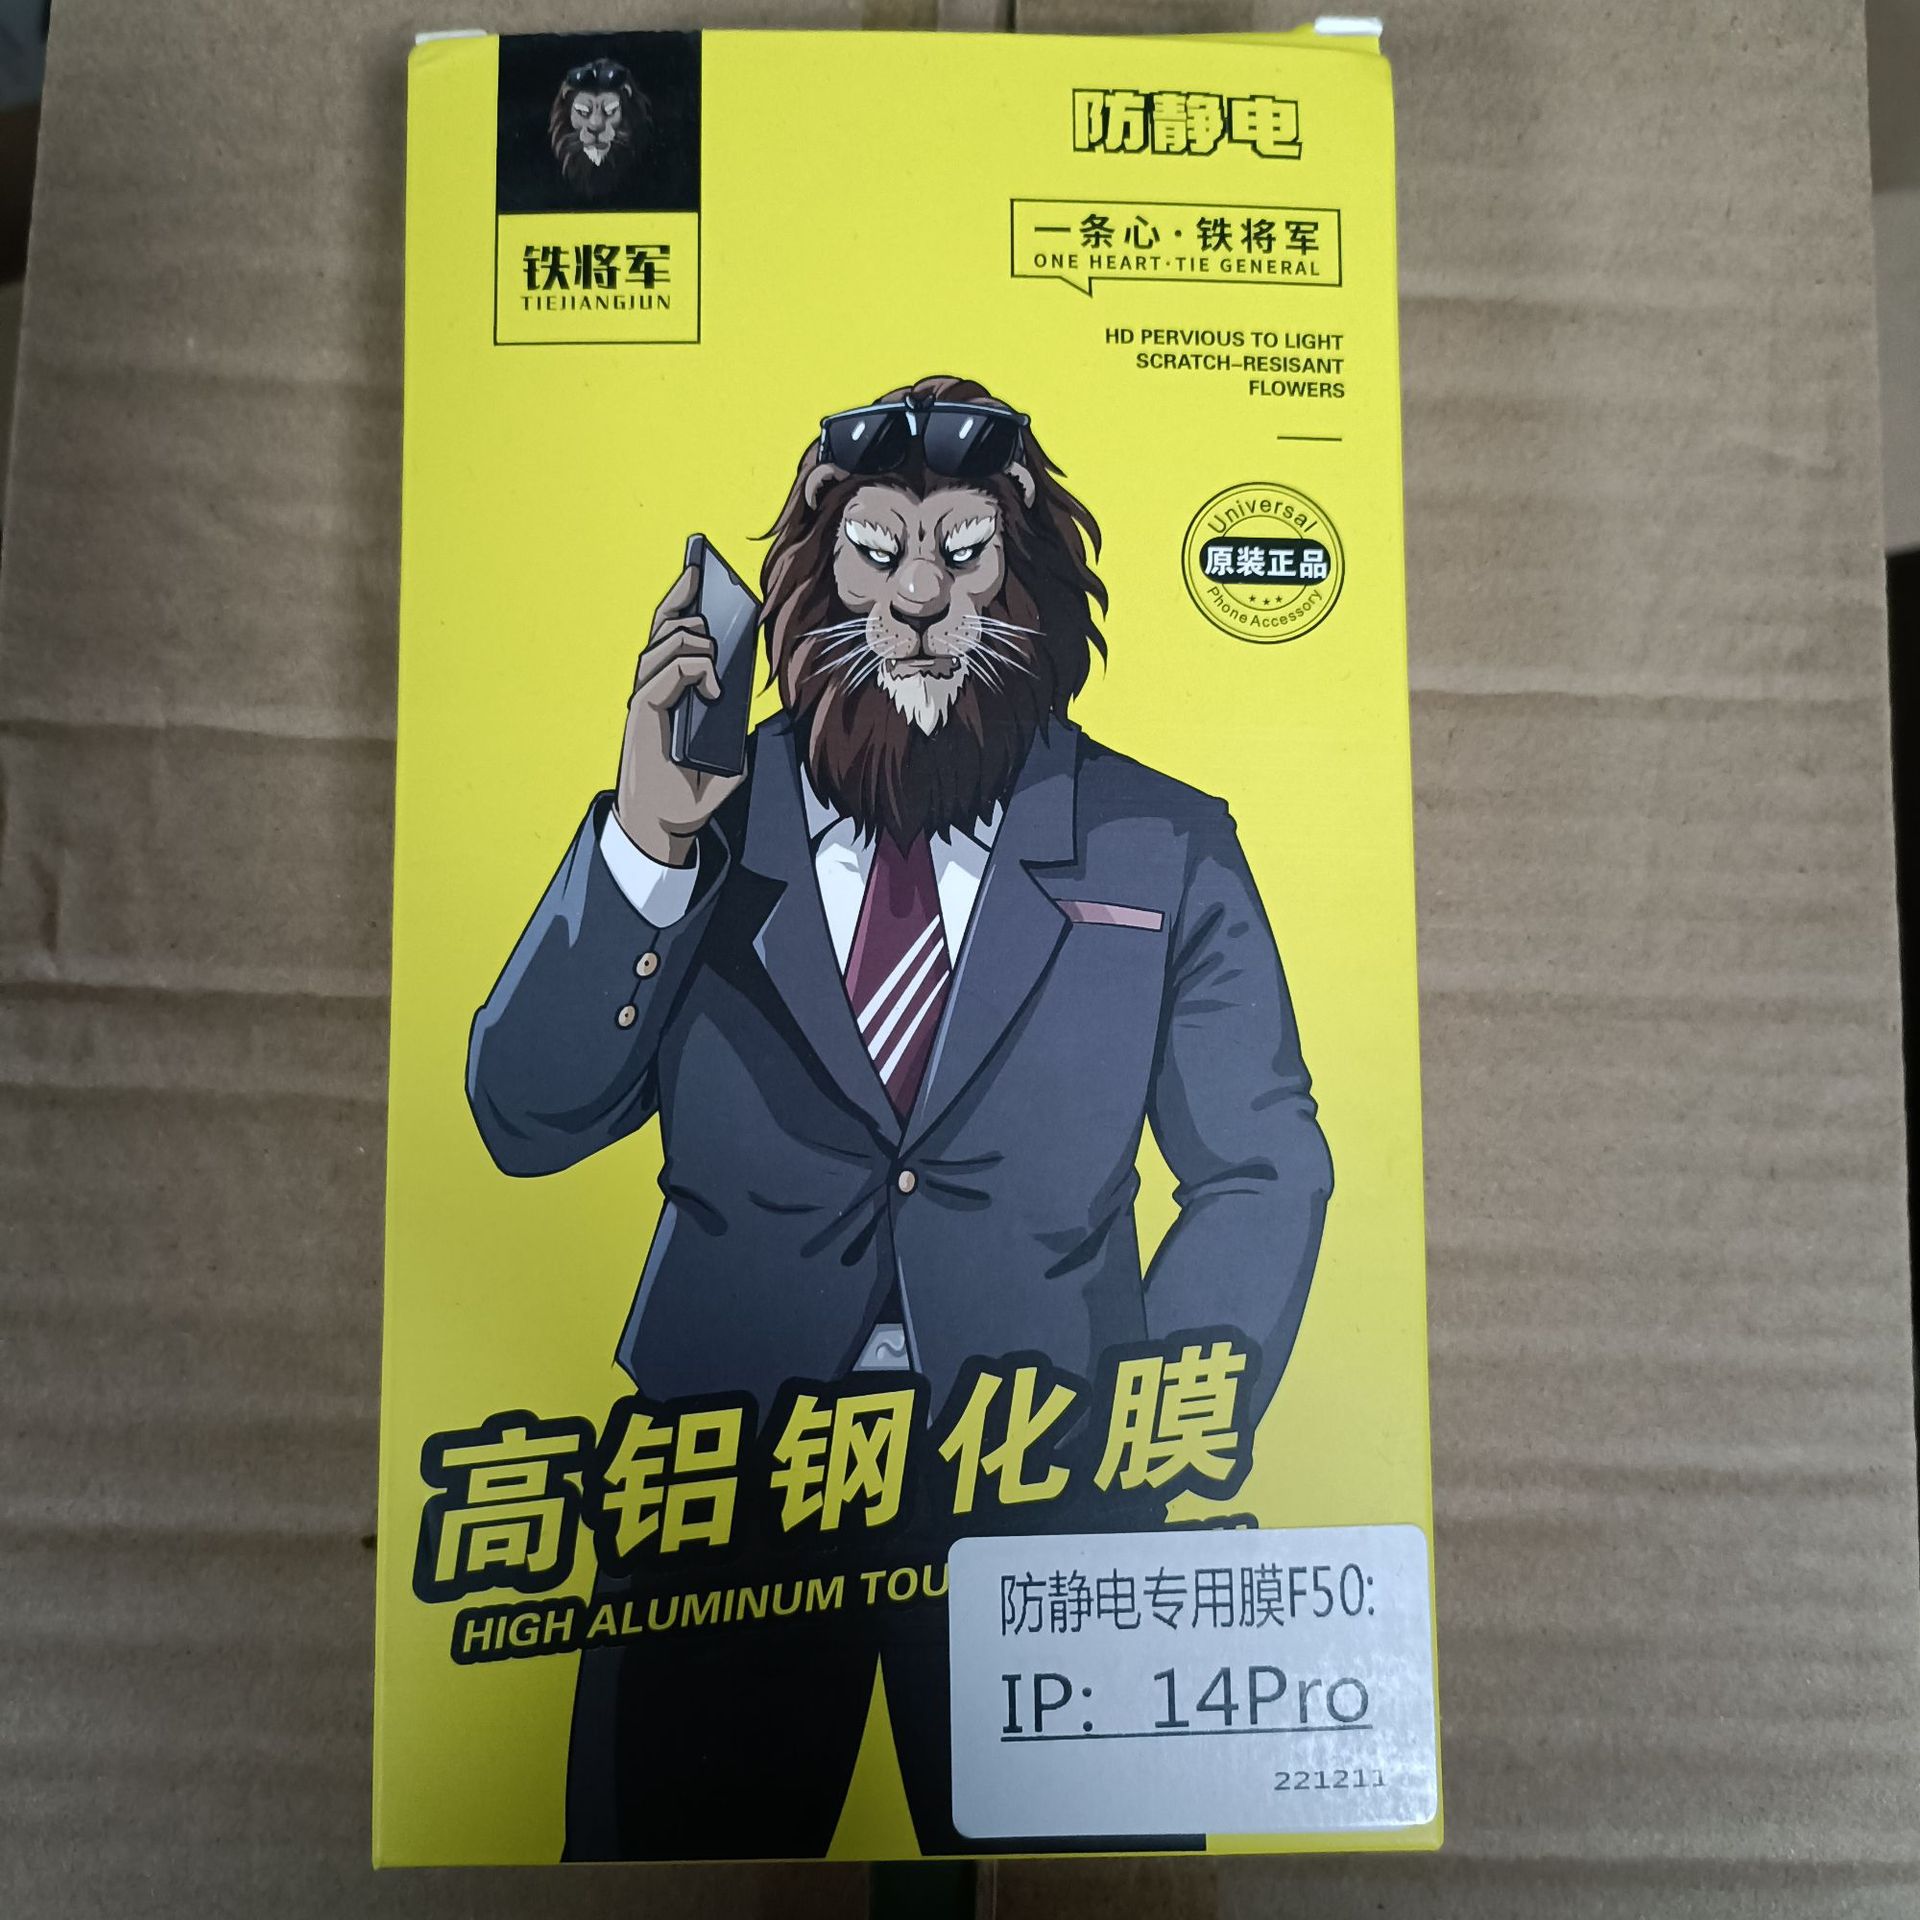 防静电
铁将军
TIEJIANGJUN
一条心·铁将军
ONE HEART·TIE GENERAL
HD PERVIOUS TO LIGHT
SCRATCH-RESISANT
FLOWERS
Universal
原装正品
Phone Accessory
高铝钢化膜
HIGH ALUMINUM TOU
防静电专用膜F50:
IP: 14Pro
221211